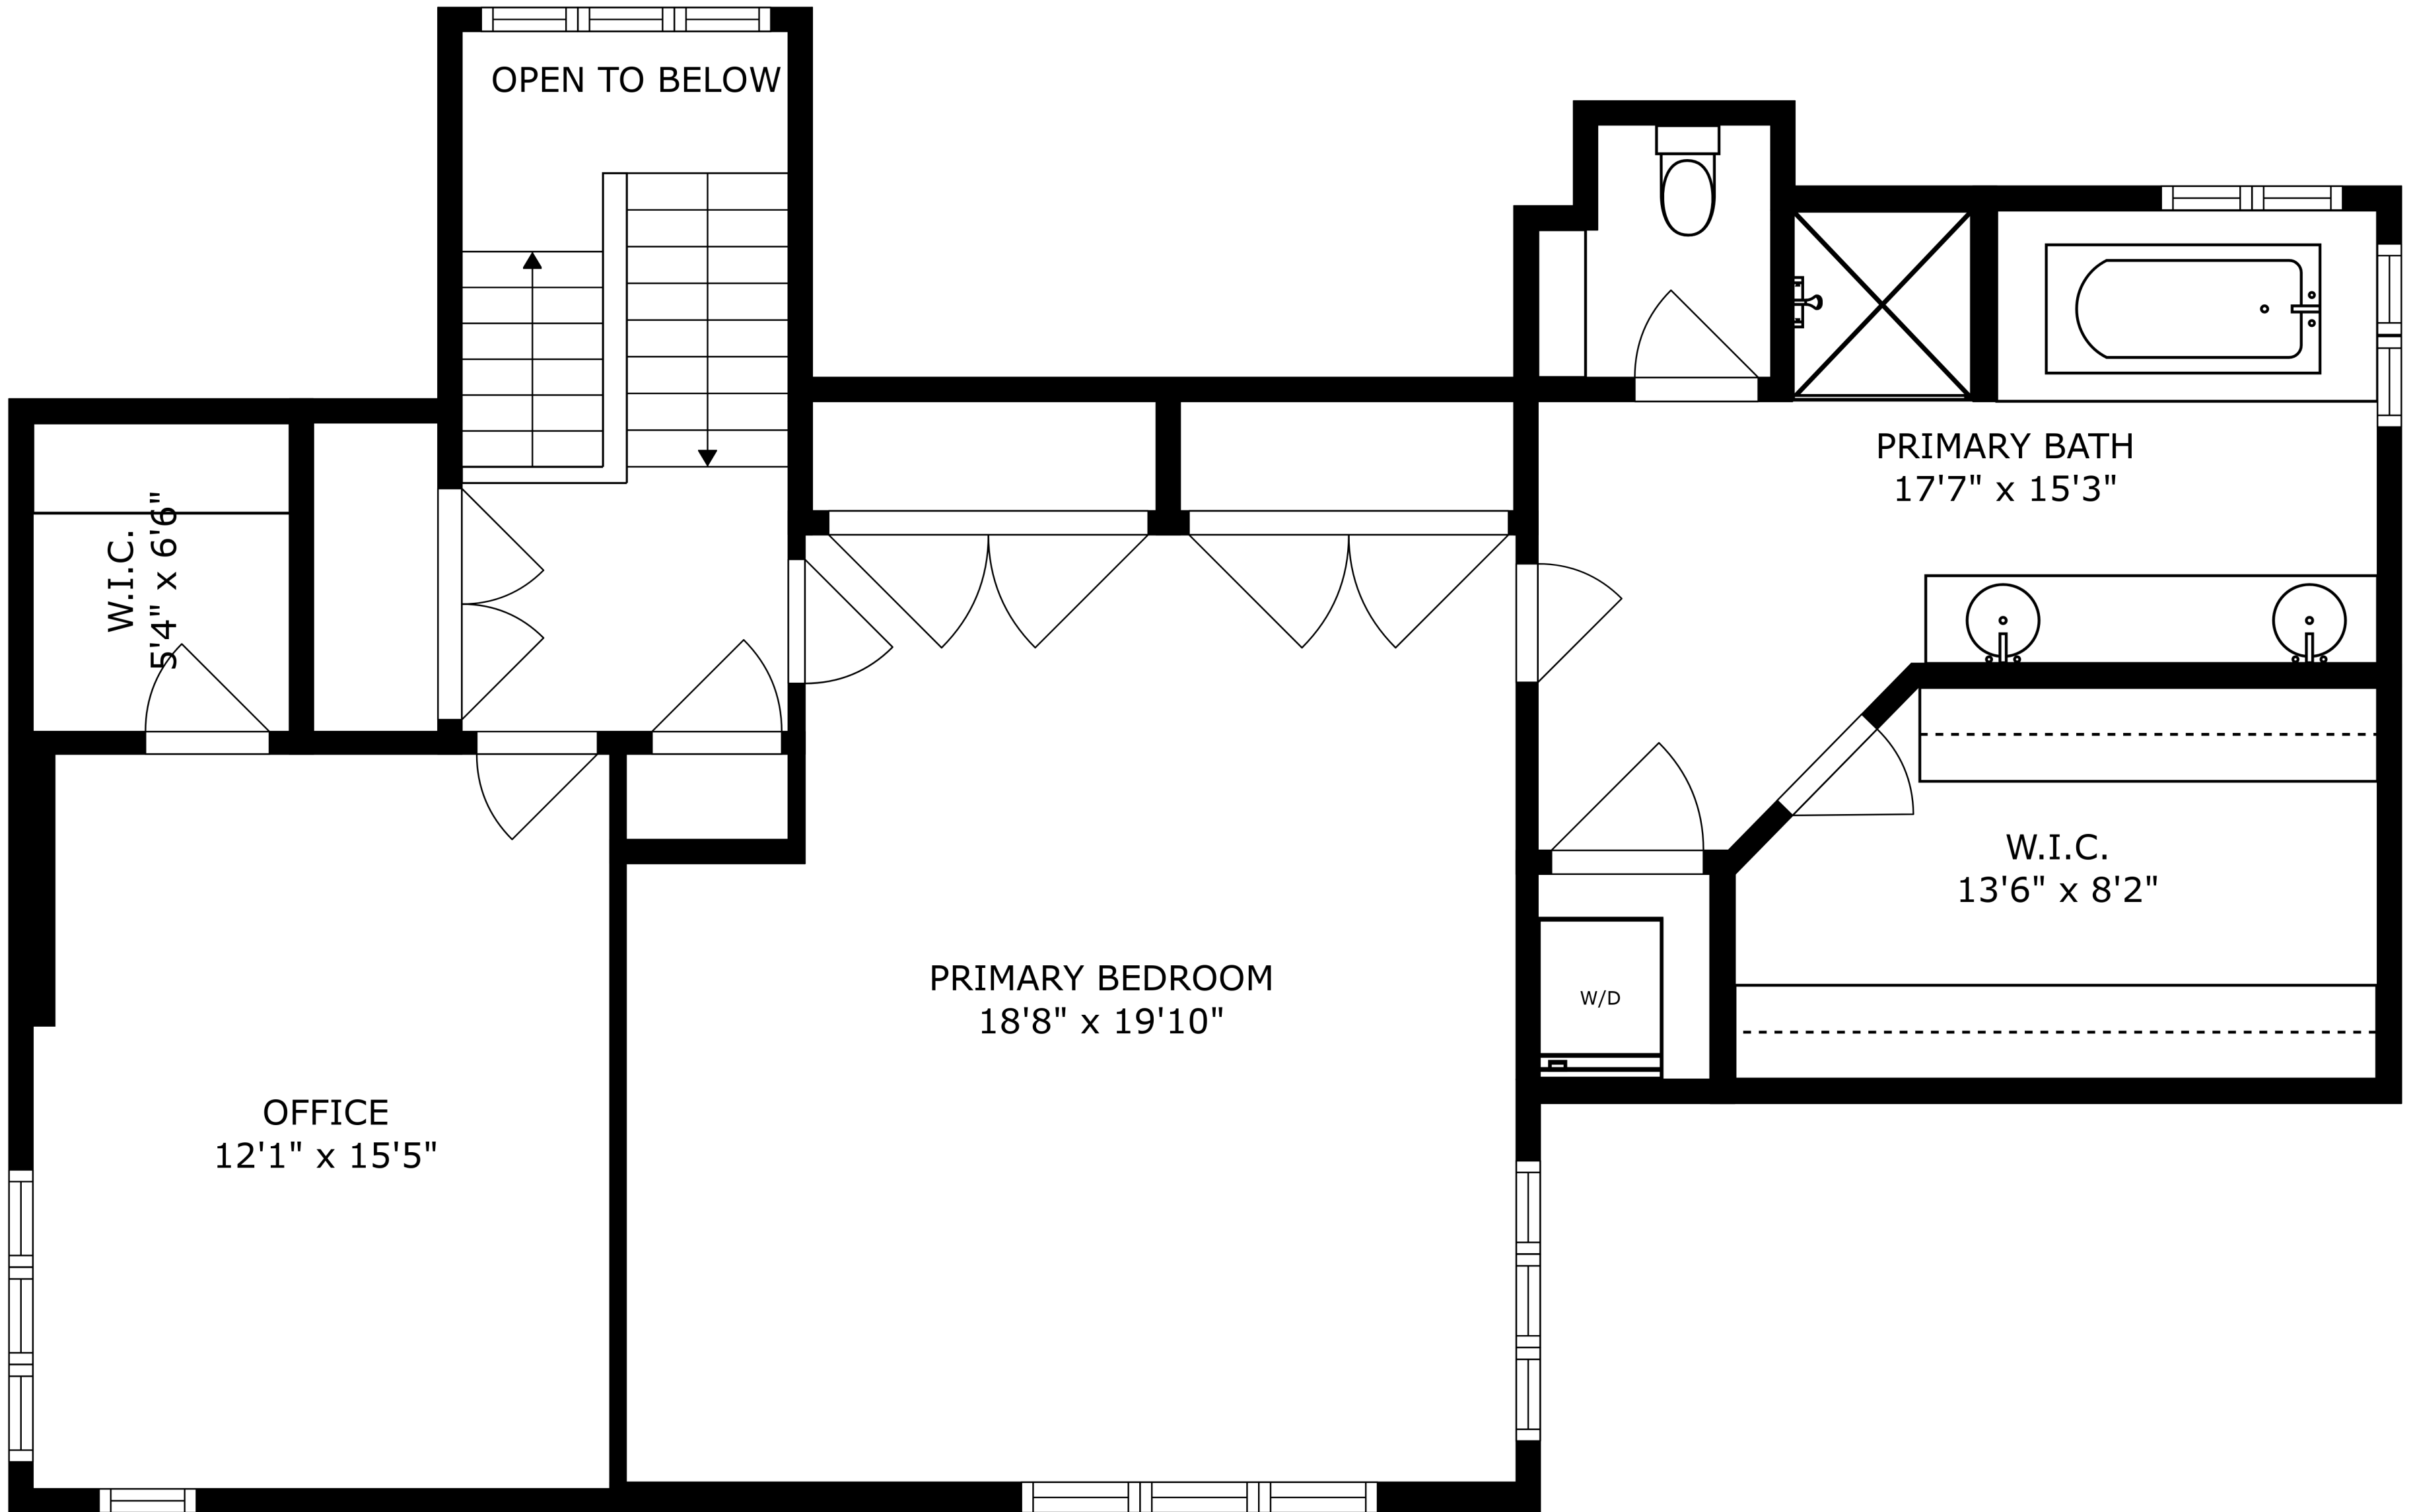 OPEN TO BELOW
PRIMARY BATH
17'7" x 15'3"
W.I.C.
5'4" x 6'6"
W.I.C.
13'6" x 8'2"
PRIMARY BEDROOM
18'8" x 19'10"
W/D
OFFICE
12'1" x 15'5"